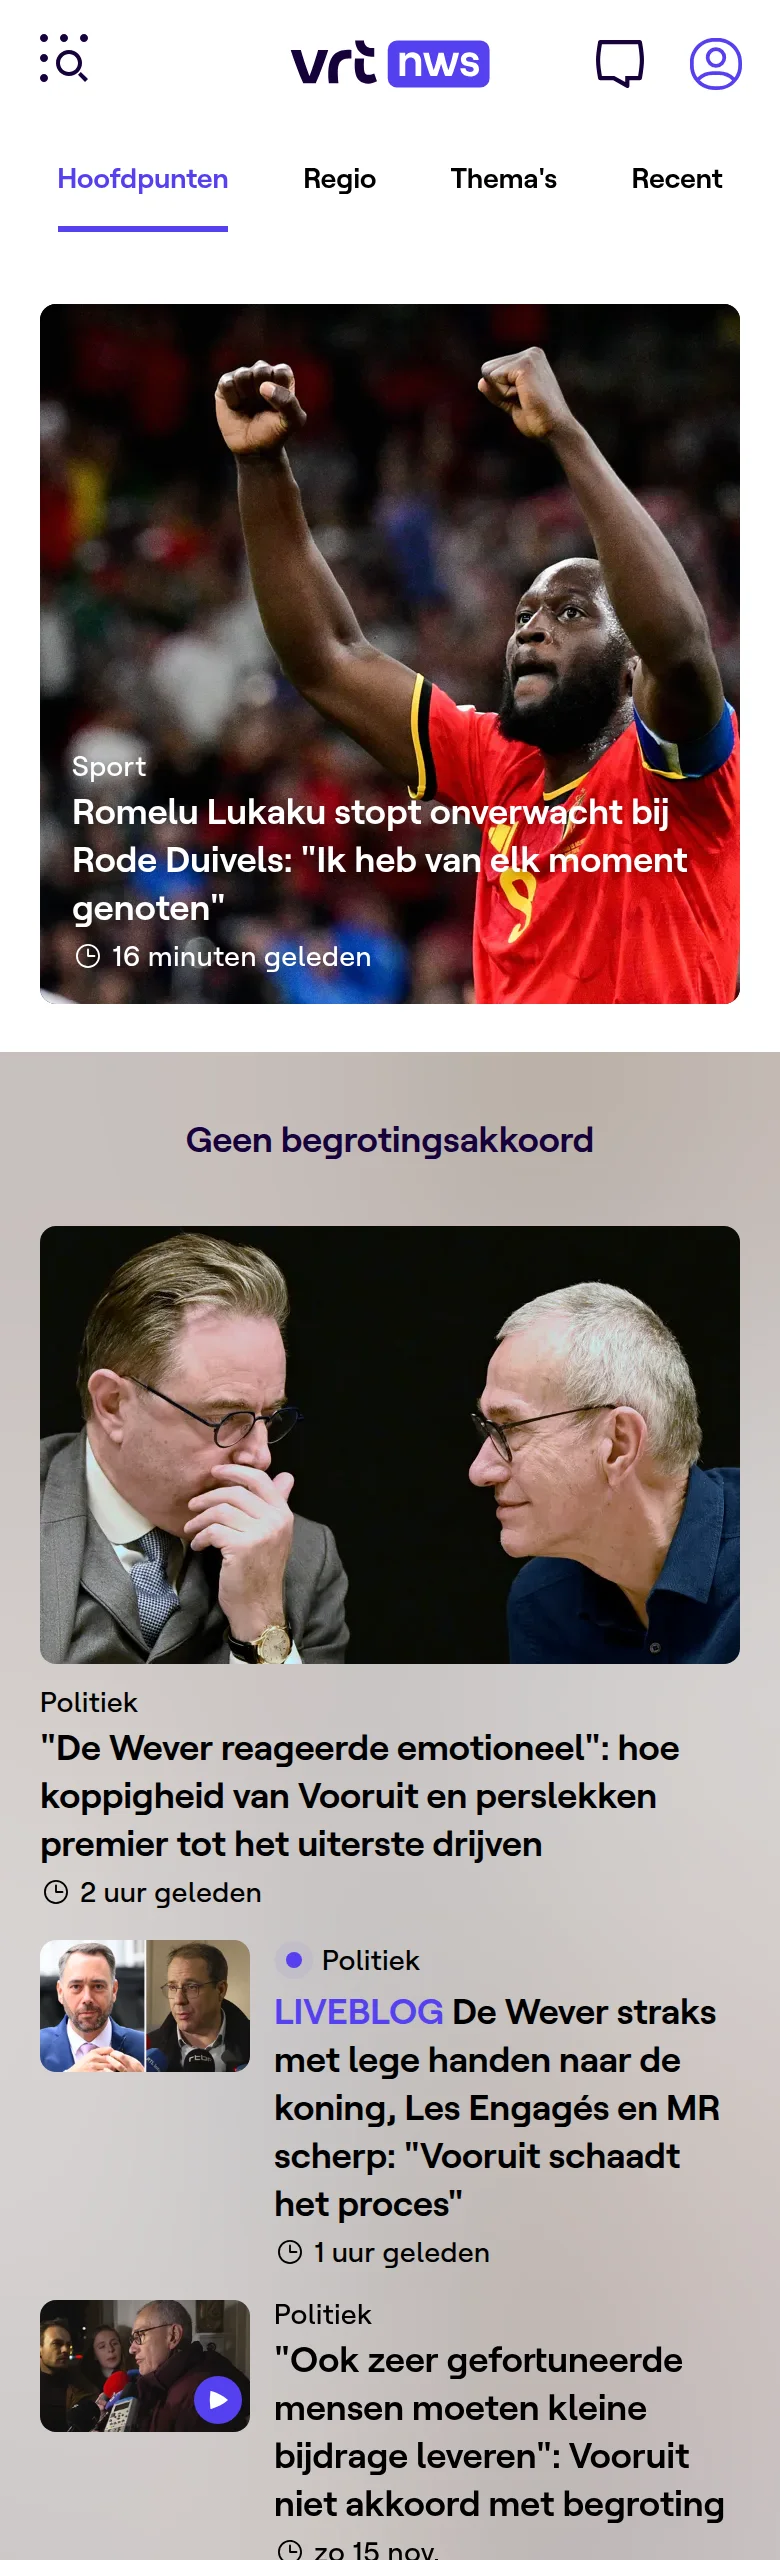 vrt nws
Hoofdpunten Regio Thema's Recent
Sport
Romelu Lukaku stopt onverwacht bij
Rode Duivels: "Ik heb van elk moment
genoten"
16 minuten geleden
Geen begrotingsakkoord
Politiek
"De Wever reageerde emotioneel": hoe
koppigheid van Vooruit en perslekken
premier tot het uiterste drijven
2 uur geleden
Politiek
LIVEBLOG De Wever straks
met lege handen naar de
koning, Les Engagés en MR
scherp: "Vooruit schaadt
het proces"
1 uur geleden
rtbf
Politiek
"Ook zeer gefortuneerde
mensen moeten kleine
bijdrage leveren": Vooruit
niet akkoord met begroting
zo 15 nov.